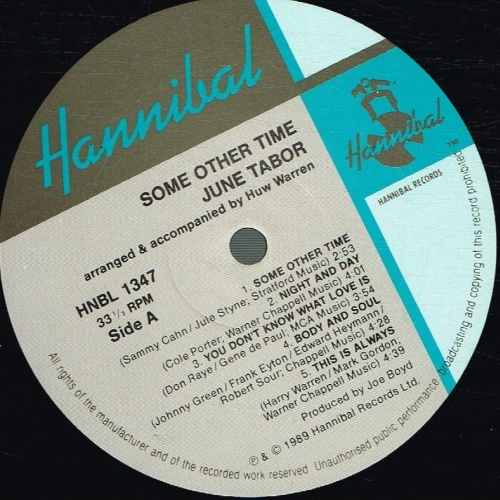 Hannibal
Hannibal
TM
HANNIBAL RECORDS
SOME OTHER TIME
JUNE TABOR
arranged & accompanied by Huw Warren
HNBL 1347
33 1/3 RPM
Side A
1. SOME OTHER TIME
(Sammy Cahn/Jule Styne; Stratford Music) 2:53
2. NIGHT AND DAY
(Cole Porter; Warner Chappell Music) 4:01
3. YOU DON'T KNOW WHAT LOVE IS
(Don Raye/Gene de Paul; MCA Music) 3:54
4. BODY AND SOUL
(Johnny Green/Frank Eyton/Edward Heymann/
Robert Sour; Chappell Music) 4:28
5. THIS IS ALWAYS
(Harry Warren/Mark Gordon;
Warner Chappell Music) 4:39
Produced by Joe Boyd
℗ & © 1989 Hannibal Records Ltd.
All rights of the manufacturer and of the recorded work reserved. Unauthorised public performance, broadcasting and copying of this record prohibited